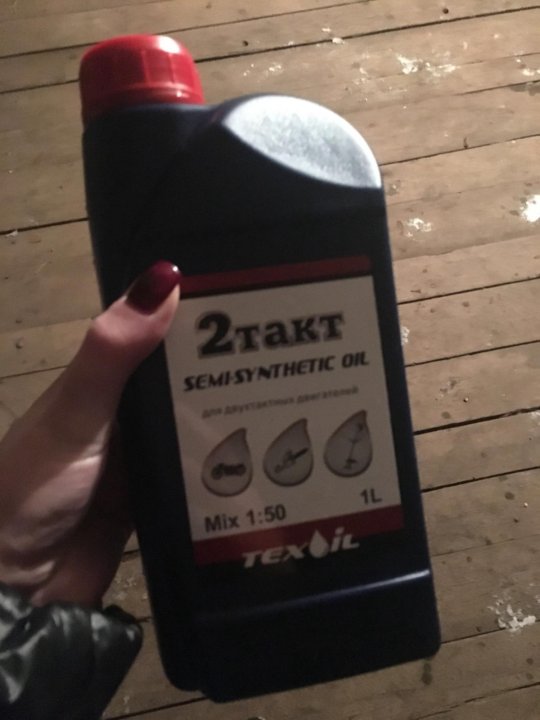 2такт
SEMI-SYNTHETIC OIL
для двухтактных двигателей
Mix 1:50
1L
TEXOIL